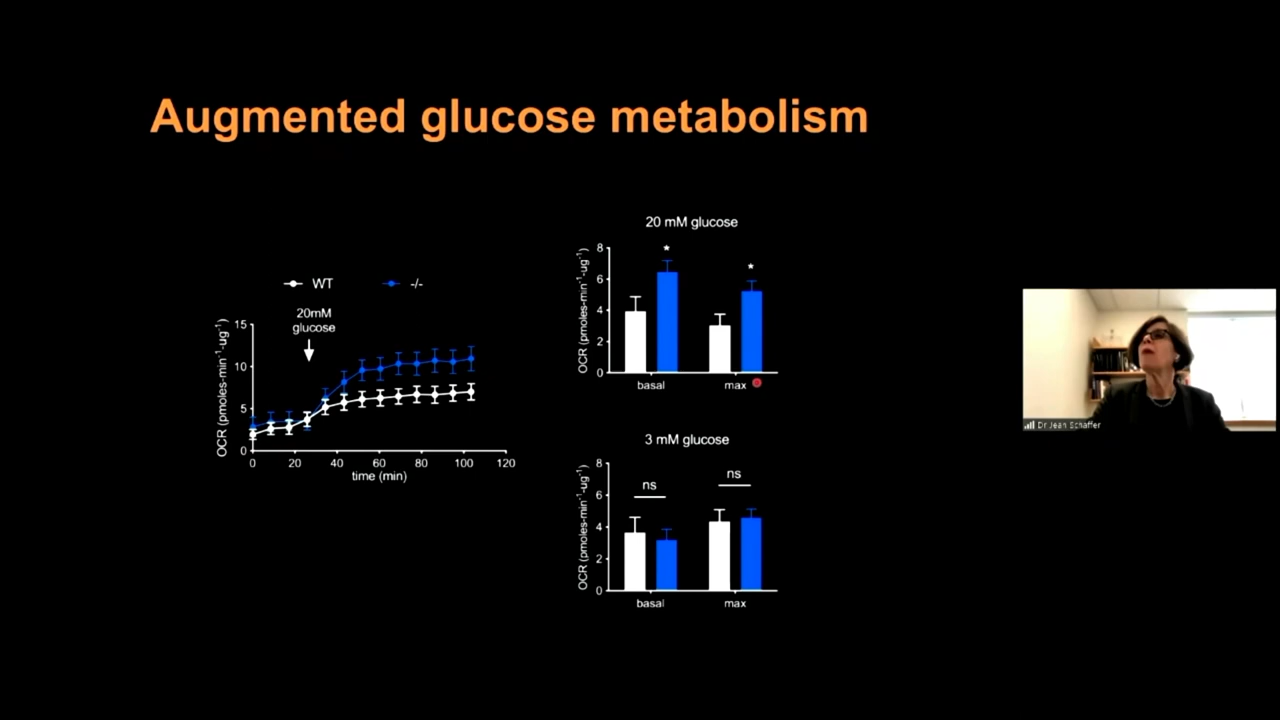 Augmented glucose metabolism
WT
-/-
20mM
glucose
OCR (pmoles-min⁻¹-ug⁻¹)
15
10
5
0
0 20 40 60 80 100 120
time (min)
20 mM glucose
OCR (pmoles-min⁻¹-ug⁻¹)
8
6
4
2
0
*
*
basal max
3 mM glucose
OCR (pmoles-min⁻¹-ug⁻¹)
8
6
4
2
0
ns
ns
basal max
Dr Jean Schaffer